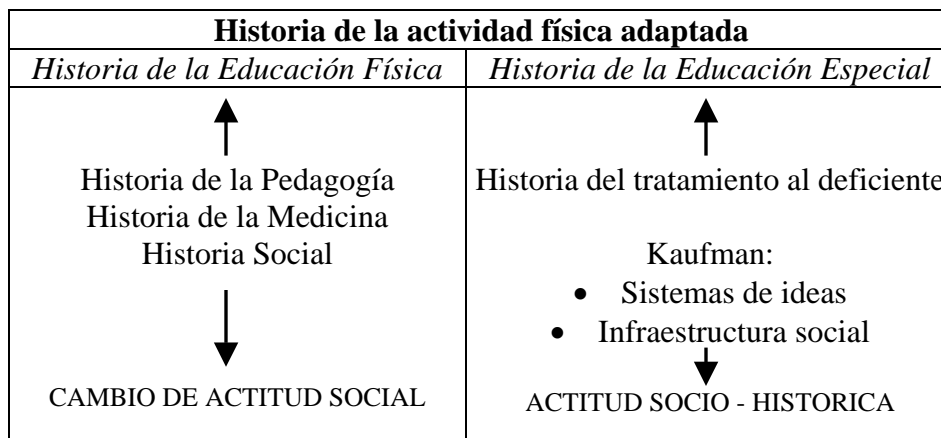 Historia de la actividad física adaptada
Historia de la Educación Física
Historia de la Educación Especial
Historia de la Pedagogía
Historia de la Medicina
Historia Social
CAMBIO DE ACTITUD SOCIAL
Historia del tratamiento al deficiente
Kaufman:
• Sistemas de ideas
• Infraestructura social
ACTITUD SOCIO - HISTORICA